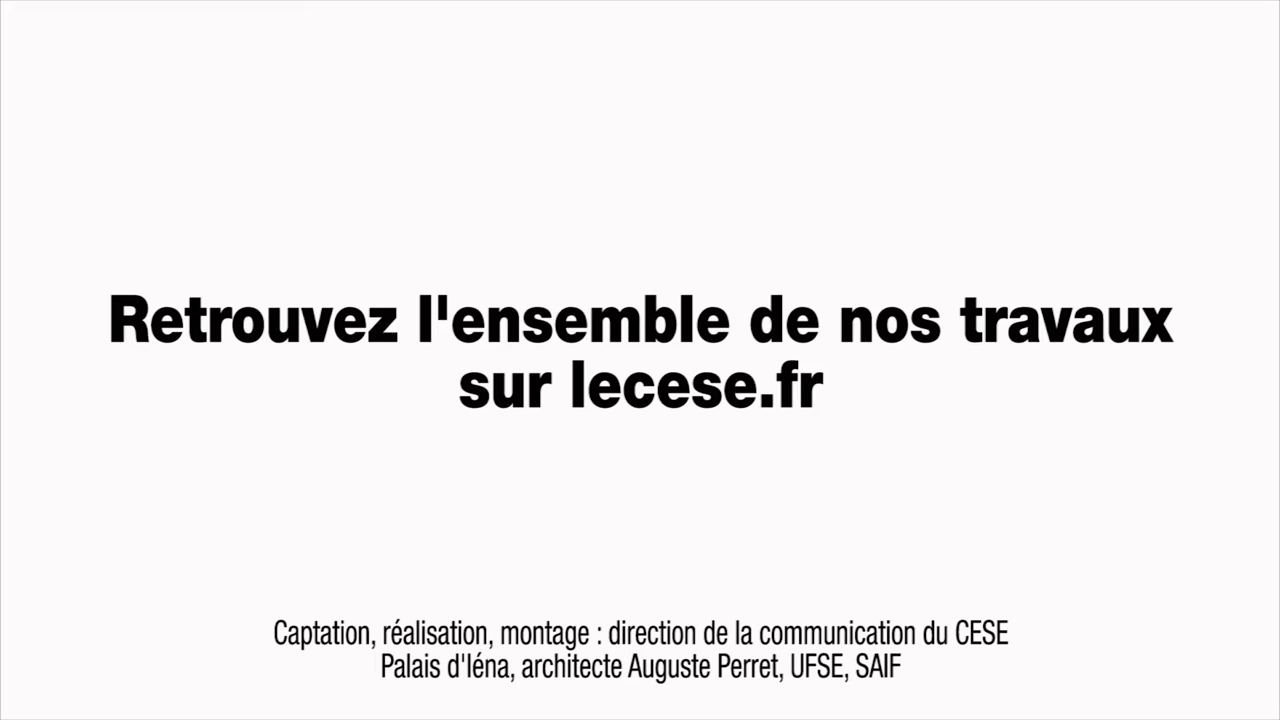 Retrouvez l'ensemble de nos travaux
sur lecese.fr
Captation, réalisation, montage : direction de la communication du CESE
Palais d'Iéna, architecte Auguste Perret, UFSE, SAIF